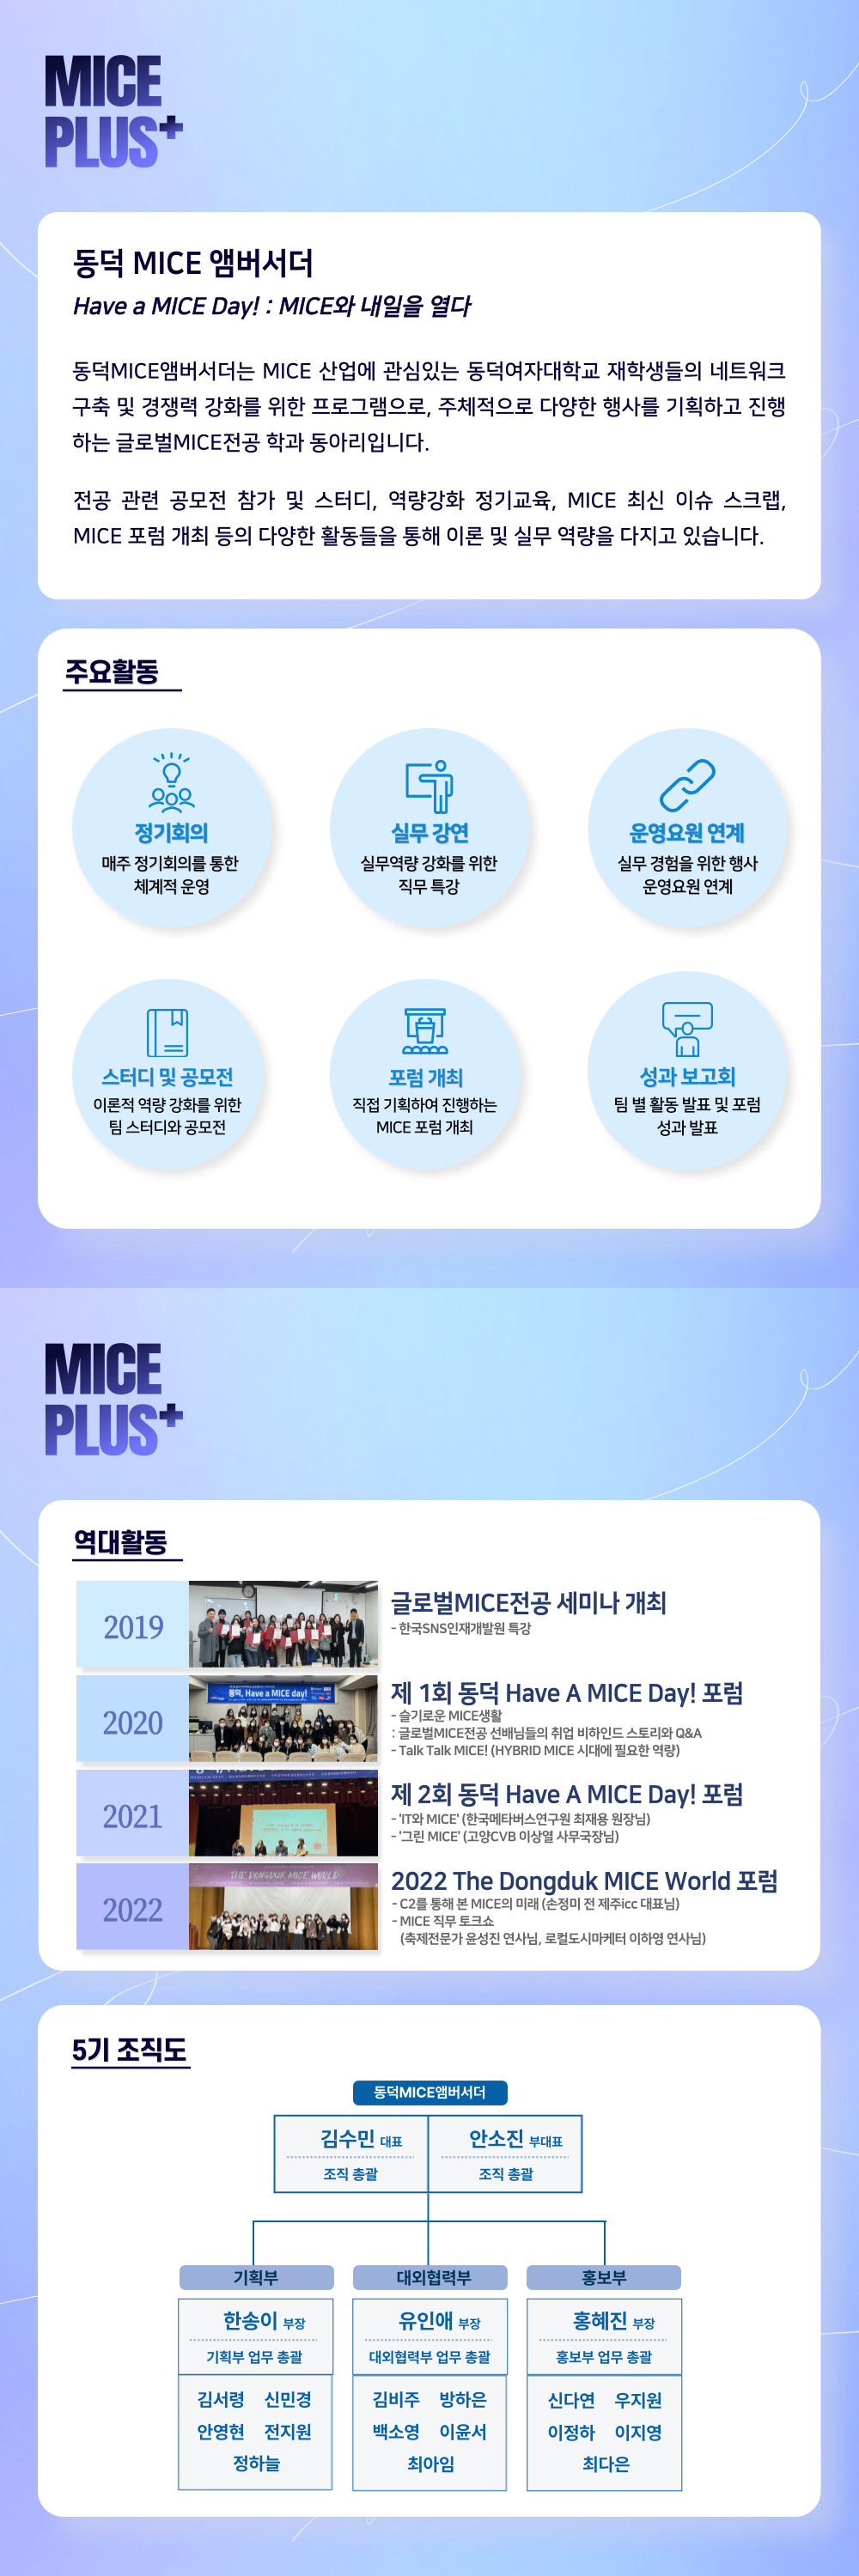 MICE
PLUS+
동덕 MICE 앰버서더
Have a MICE Day! : MICE와 내일을 열다
동덕MICE앰버서더는 MICE 산업에 관심있는 동덕여자대학교 재학생들의 네트워크
구축 및 경쟁력 강화를 위한 프로그램으로, 주체적으로 다양한 행사를 기획하고 진행
하는 글로벌MICE전공 학과 동아리입니다.
전공 관련 공모전 참가 및 스터디, 역량강화 정기교육, MICE 최신 이슈 스크랩,
MICE 포럼 개최 등의 다양한 활동들을 통해 이론 및 실무 역량을 다지고 있습니다.
주요활동
정기회의
매주 정기회의를 통한
체계적 운영
실무 강연
실무역량 강화를 위한
직무 특강
운영요원 연계
실무 경험을 위한 행사
운영요원 연계
스터디 및 공모전
이론적 역량 강화를 위한
팀 스터디와 공모전
포럼 개최
직접 기획하여 진행하는
MICE 포럼 개최
성과 보고회
팀 별 활동 발표 및 포럼
성과 발표
MICE
PLUS+
역대활동
2019
글로벌MICE전공 세미나 개최
- 한국SNS인재개발원 특강
2020
동덕, Have a MICE day!
제 1회 동덕 Have A MICE Day! 포럼
- 슬기로운 MICE생활
: 글로벌MICE전공 선배님들의 취업 비하인드 스토리와 Q&A
- Talk Talk MICE! (HYBRID MICE 시대에 필요한 역량)
2021
제 2회 동덕 Have A MICE Day! 포럼
- 'IT와 MICE' (한국메타버스연구원 최재용 원장님)
- '그린 MICE' (고양CVB 이상열 사무국장님)
2022
THE DONGDUK MICE WORLD
2022 The Dongduk MICE World 포럼
- C2를 통해 본 MICE의 미래 (손정미 전 제주icc 대표님)
- MICE 직무 토크쇼
(축제전문가 윤성진 연사님, 로컬도시마케터 이하영 연사님)
5기 조직도
동덕MICE앰버서더
김수민 대표
조직 총괄
안소진 부대표
조직 총괄
기획부
한송이 부장
기획부 업무 총괄
김서령 신민경
안영현 전지원
정하늘
대외협력부
유인애 부장
대외협력부 업무 총괄
김비주 방하은
백소영 이윤서
최아임
홍보부
홍혜진 부장
홍보부 업무 총괄
신다연 우지원
이정하 이지영
최다은